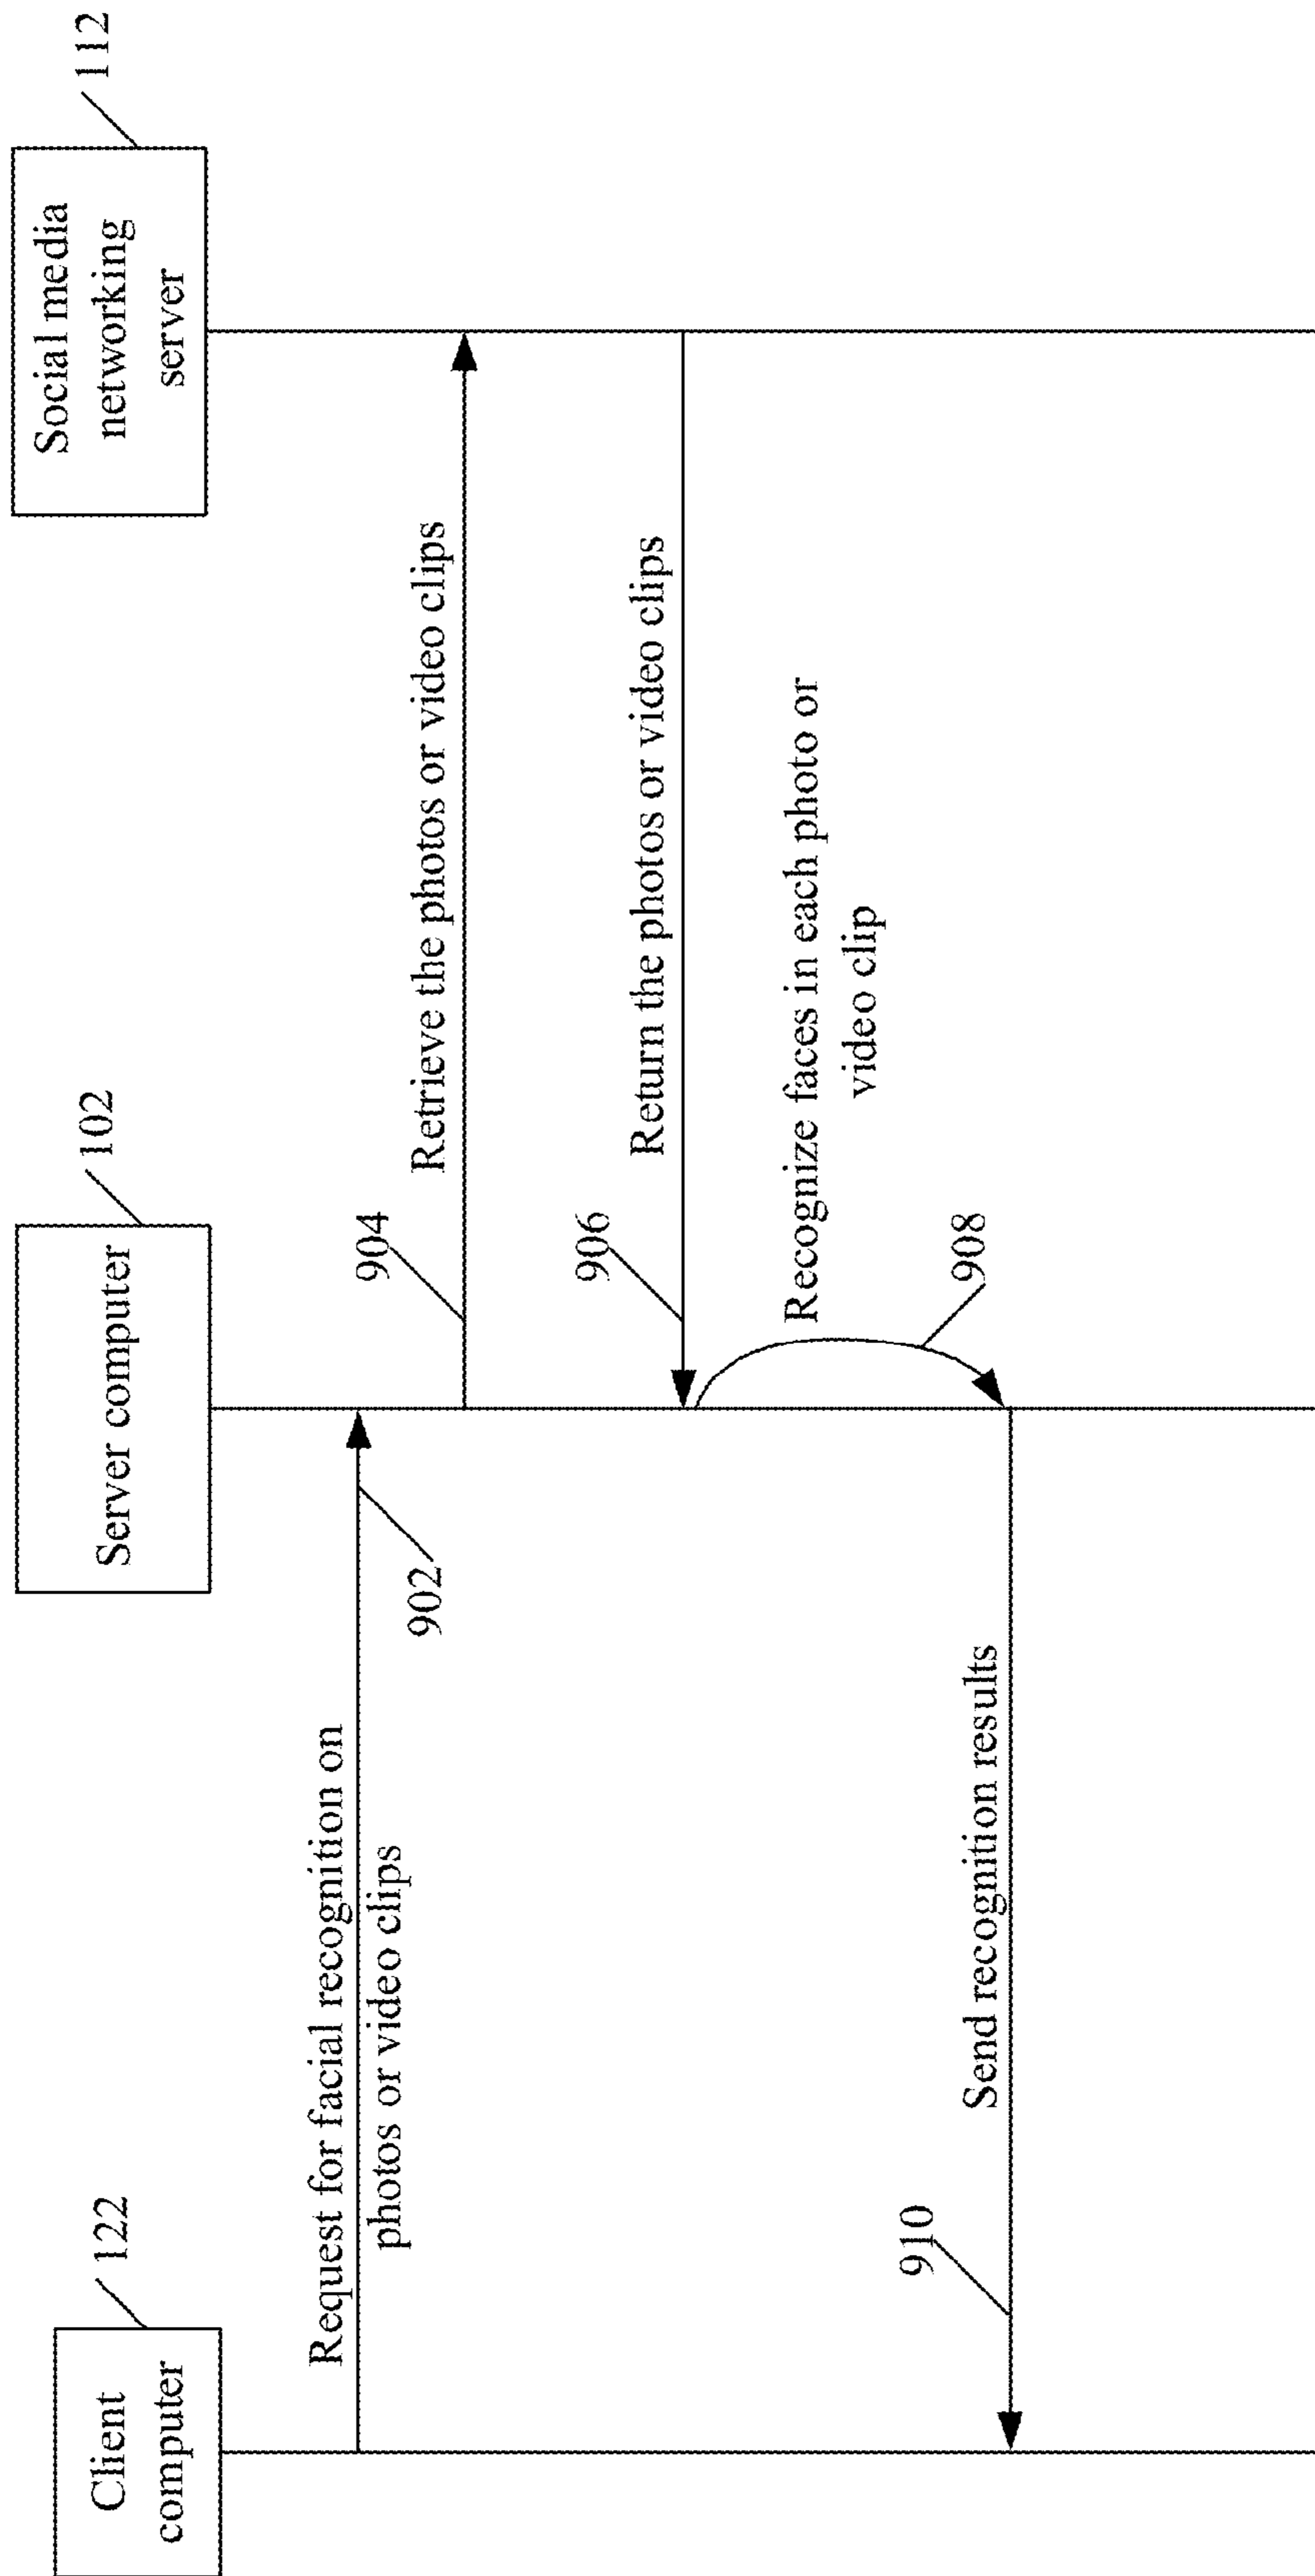 Client
computer
122
Server computer
102
Social media
networking
server
112
Request for facial recognition on
photos or video clips
902
904
Retrieve the photos or video clips
906
Return the photos or video clips
Recognize faces in each photo or
video clip
908
910
Send recognition results